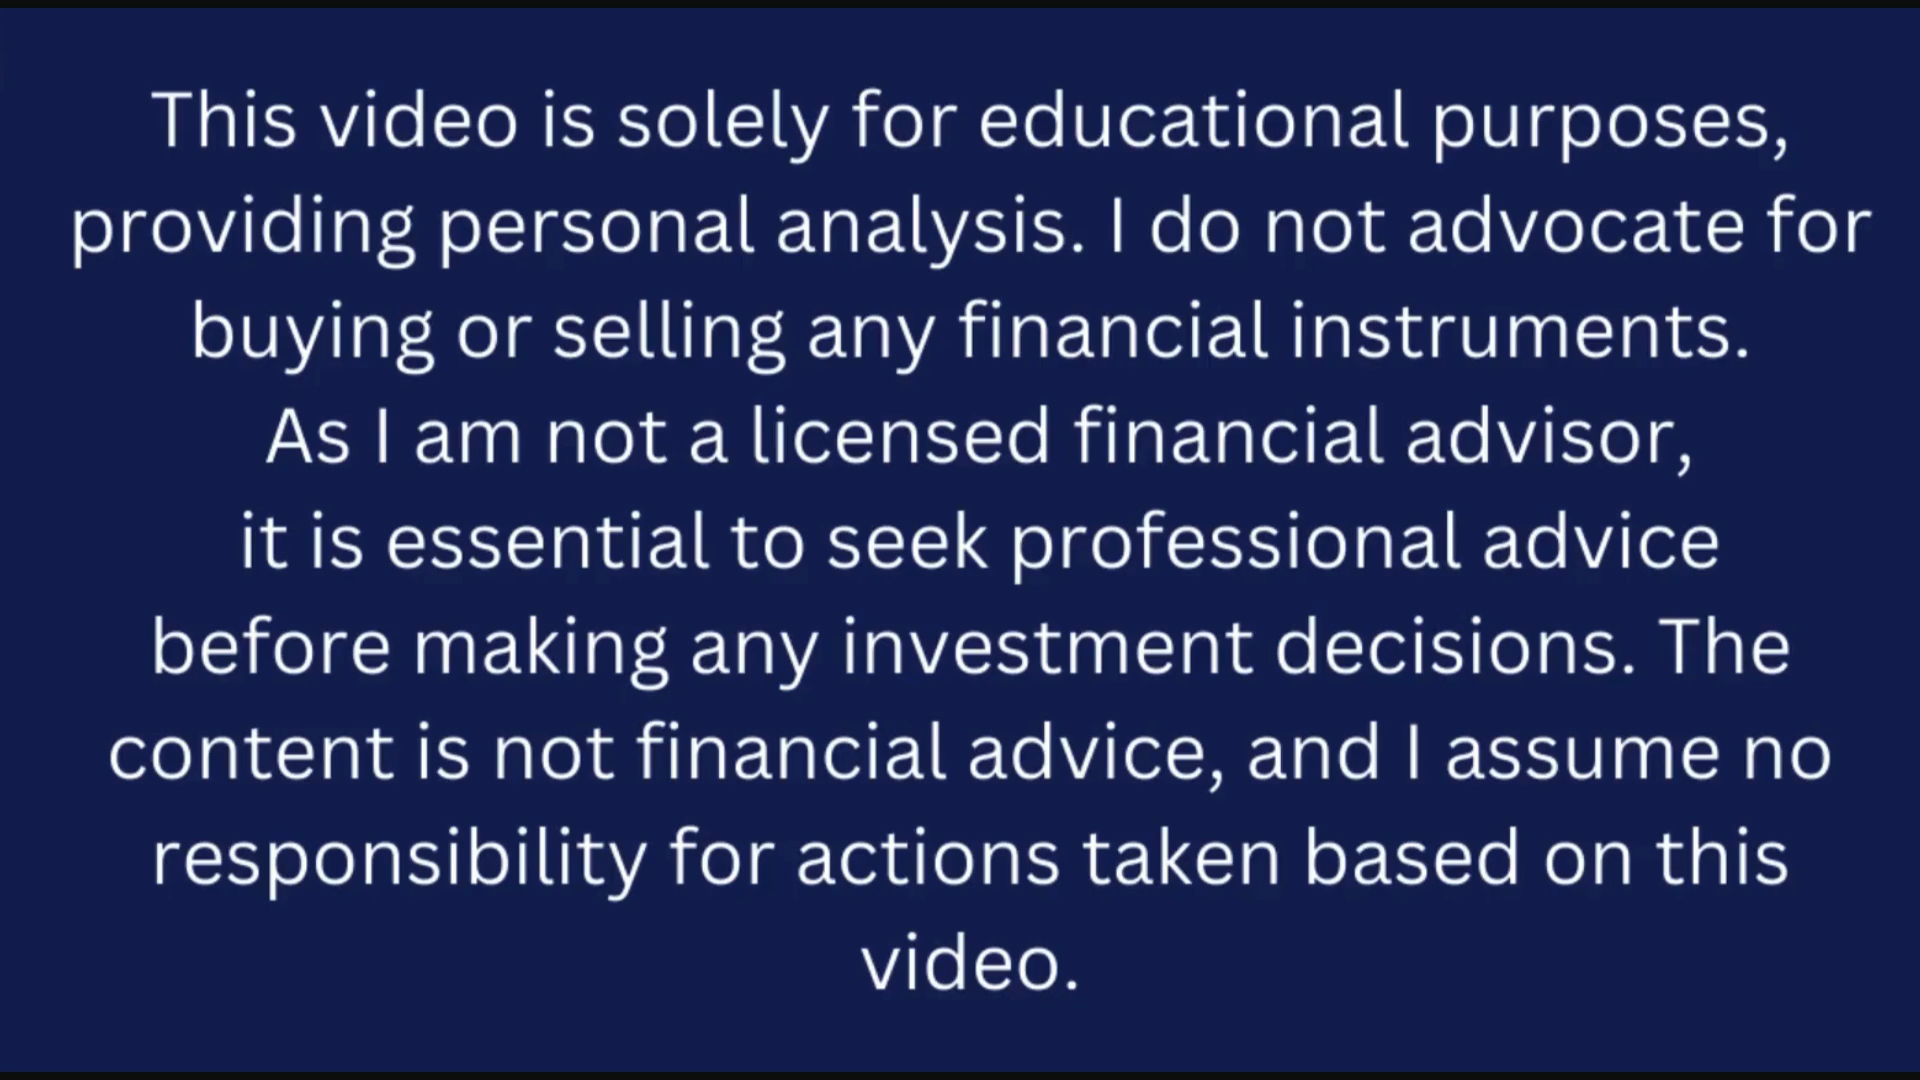 This video is solely for educational purposes,
providing personal analysis. I do not advocate for
buying or selling any financial instruments.
As I am not a licensed financial advisor,
it is essential to seek professional advice
before making any investment decisions. The
content is not financial advice, and I assume no
responsibility for actions taken based on this
video.